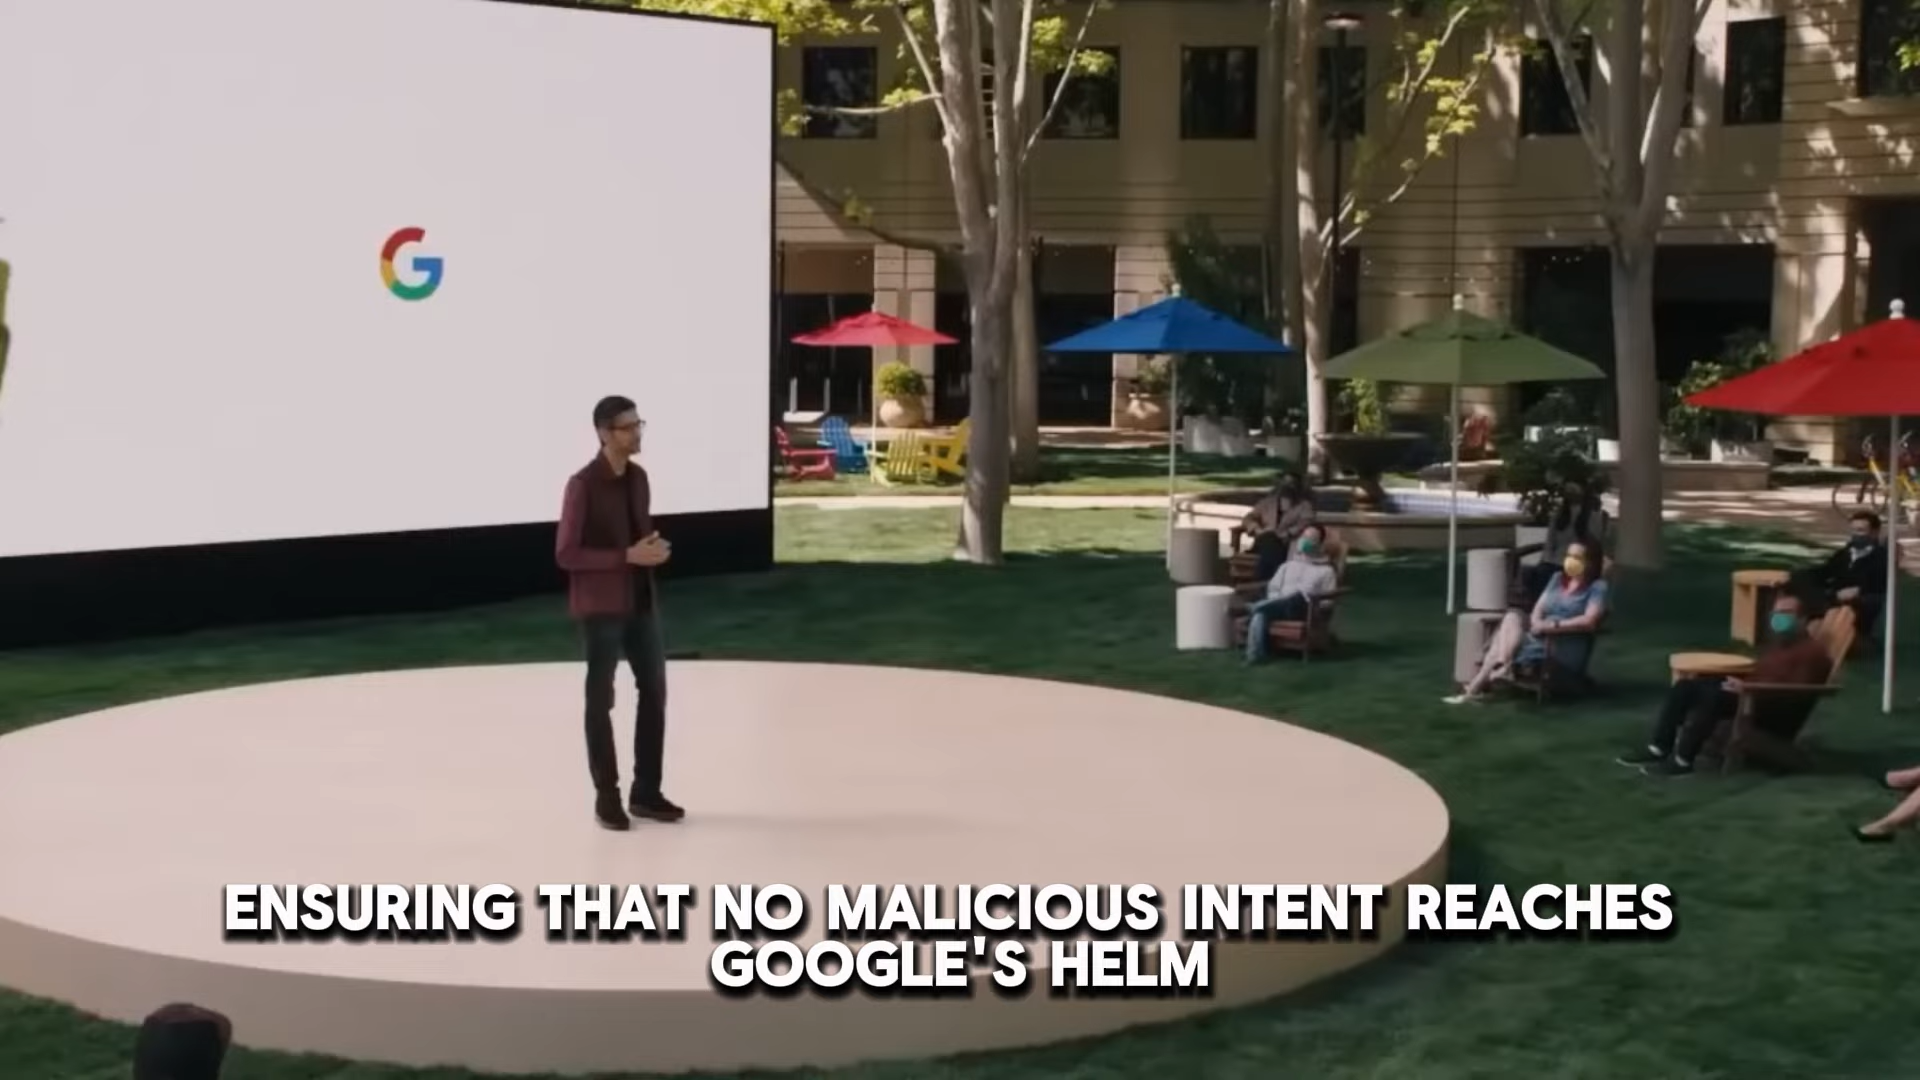 ENSURING THAT NO MALICIOUS INTENT REACHES
GOOGLE'S HELM